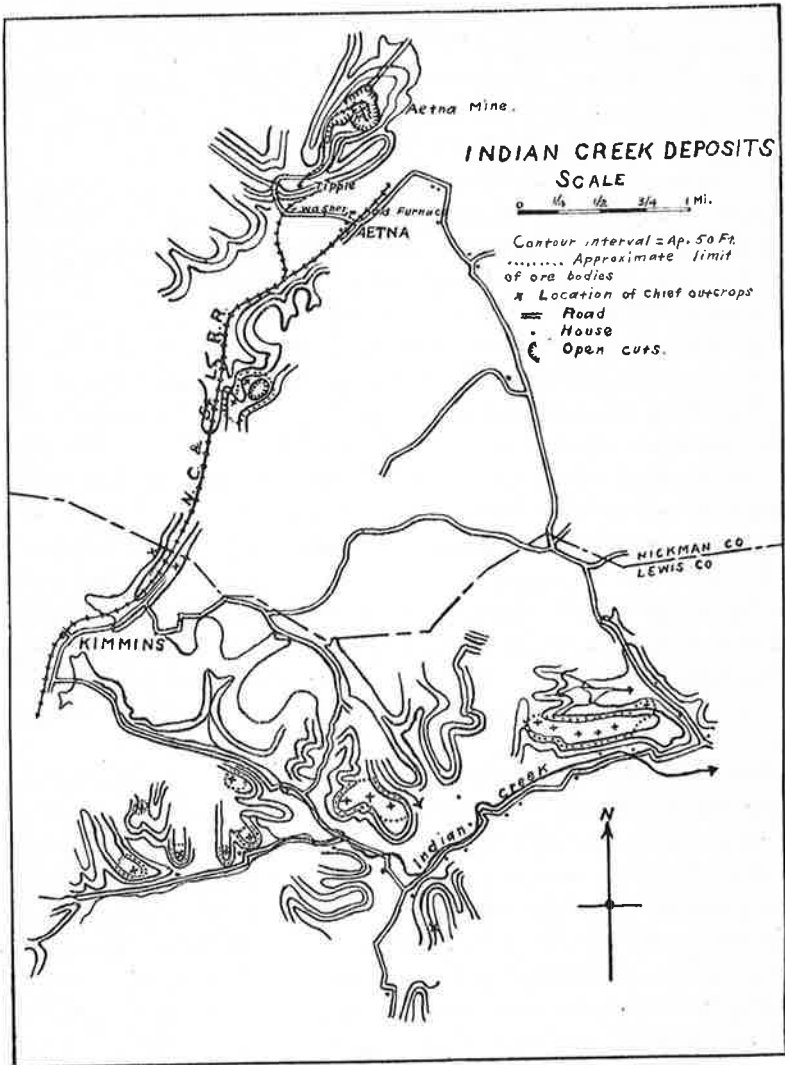 Aetna Mine.
INDIAN CREEK DEPOSITS
SCALE
0 1/4 1/2 3/4 1 Mi.
Tipple
Washer
Furnac
AETNA
Contour interval = Ap. 50 Ft.
........ Approximate limit
of ore bodies
x Location of chief outcrops
Road
House
Open cuts.
N. C. & S. L. R.R.
HICKMAN CO
LEWIS CO
KIMMINS
Indian Creek
N